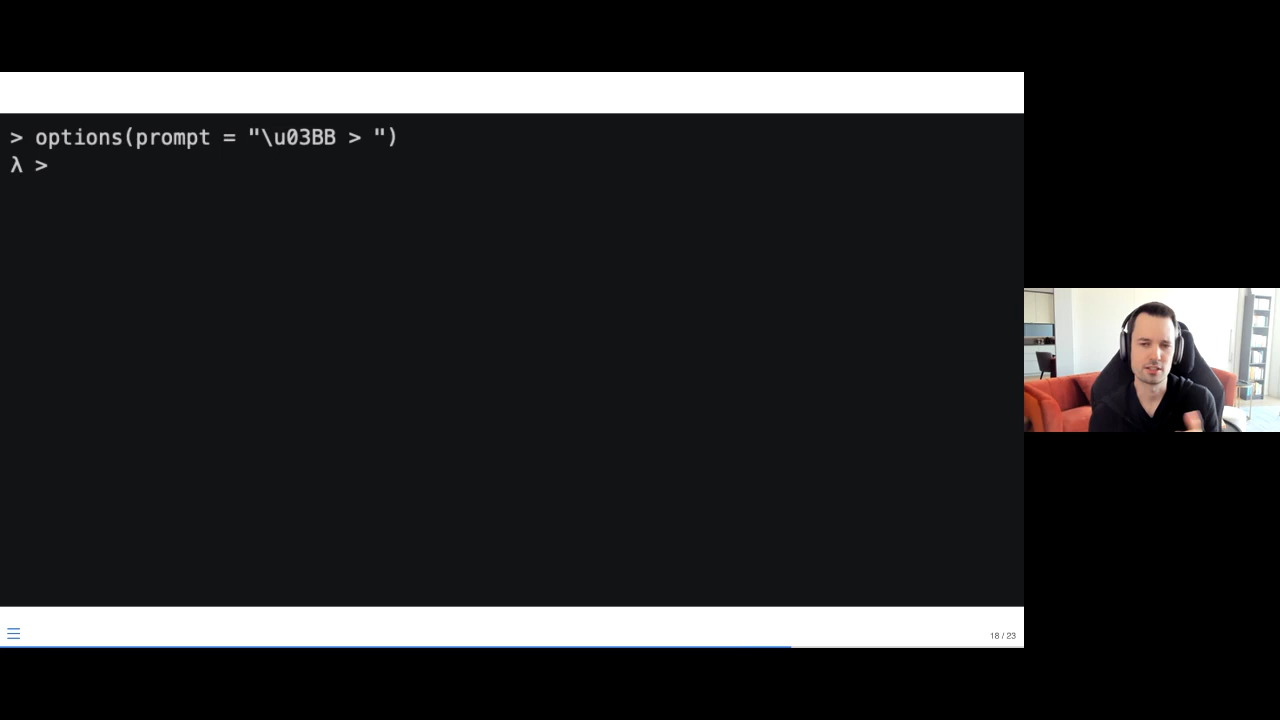 > options(prompt = "\u03BB > ")
λ >
18 / 23